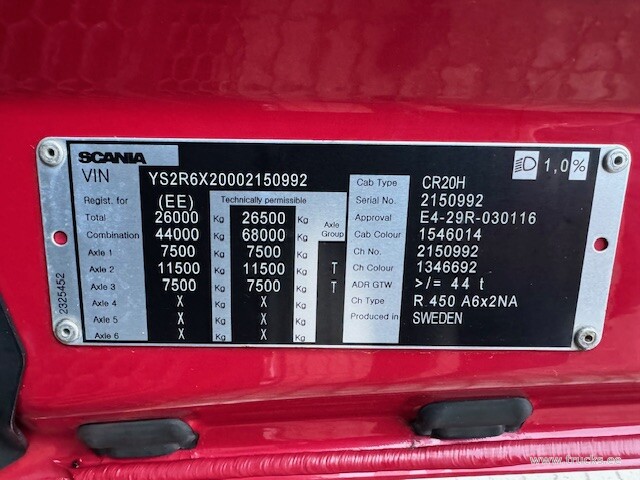 SCANIA
1,0%
VIN YS2R6X20002150992
Regist. for (EE) Technically permissible
Total 26000 Kg 26500 Kg Axle Group
Combination 44000 Kg 68000 Kg
Axle 1 7500 Kg 7500 Kg
Axle 2 11500 Kg 11500 Kg T
Axle 3 7500 Kg 7500 Kg T
Axle 4 X Kg X Kg
Axle 5 X Kg X Kg
Axle 6 X Kg X Kg
Cab Type CR20H
Serial No. 2150992
Approval E4-29R-030116
Cab Colour 1546014
Ch No. 2150992
Ch Colour 1346692
ADR GTW >/= 44 t
Ch Type R 450 A6x2NA
Produced in SWEDEN
2325452
www.trucks.ee